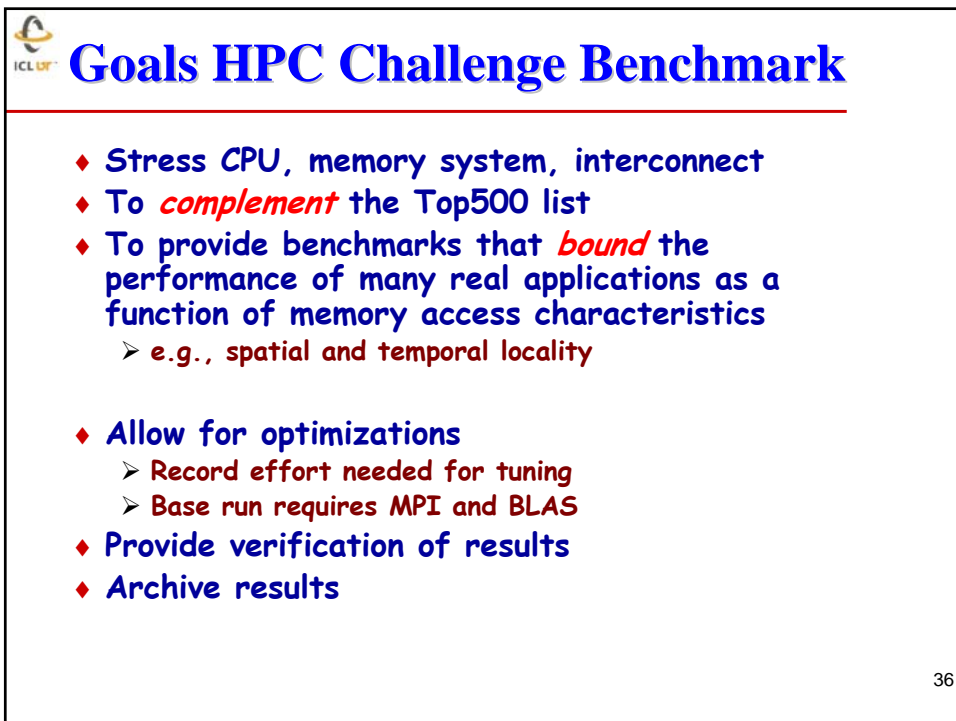 ICL UT
Goals HPC Challenge Benchmark
♦ Stress CPU, memory system, interconnect
♦ To complement the Top500 list
♦ To provide benchmarks that bound the
performance of many real applications as a
function of memory access characteristics
➢ e.g., spatial and temporal locality
♦ Allow for optimizations
➢ Record effort needed for tuning
➢ Base run requires MPI and BLAS
♦ Provide verification of results
♦ Archive results
36